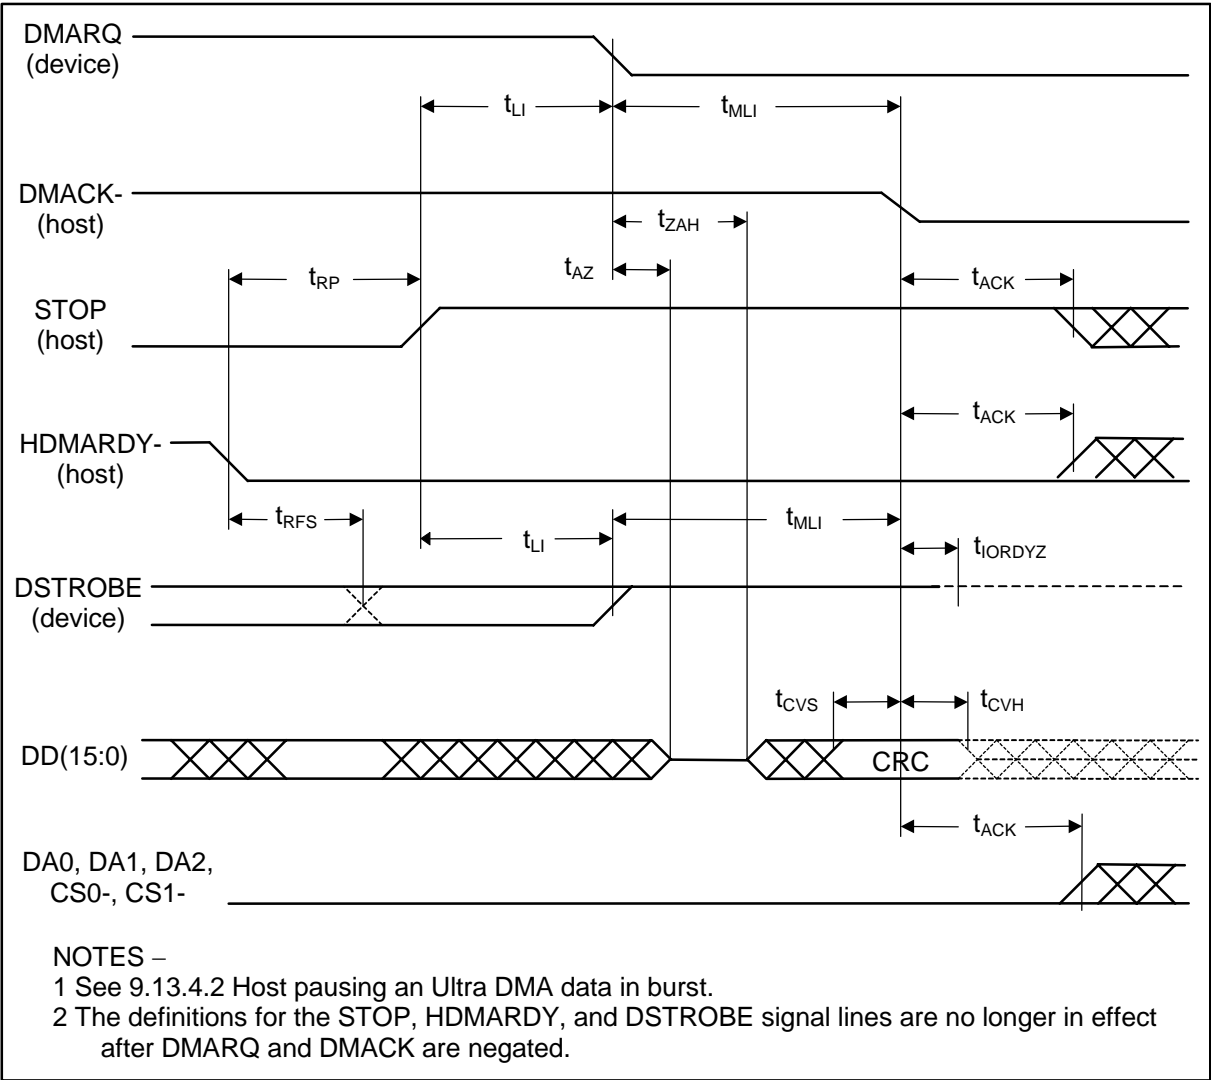 DMARQ
(device)
tLI
tMLI
DMACK-
(host)
tZAH
tAZ
tRP
tACK
STOP
(host)
tACK
HDMARDY-
(host)
tRFS
tLI
tMLI
tIORDYZ
DSTROBE
(device)
tCVS
tCVH
DD(15:0)
CRC
tACK
DA0, DA1, DA2,
CS0-, CS1-
NOTES –
1 See 9.13.4.2 Host pausing an Ultra DMA data in burst.
2 The definitions for the STOP, HDMARDY, and DSTROBE signal lines are no longer in effect
after DMARQ and DMACK are negated.